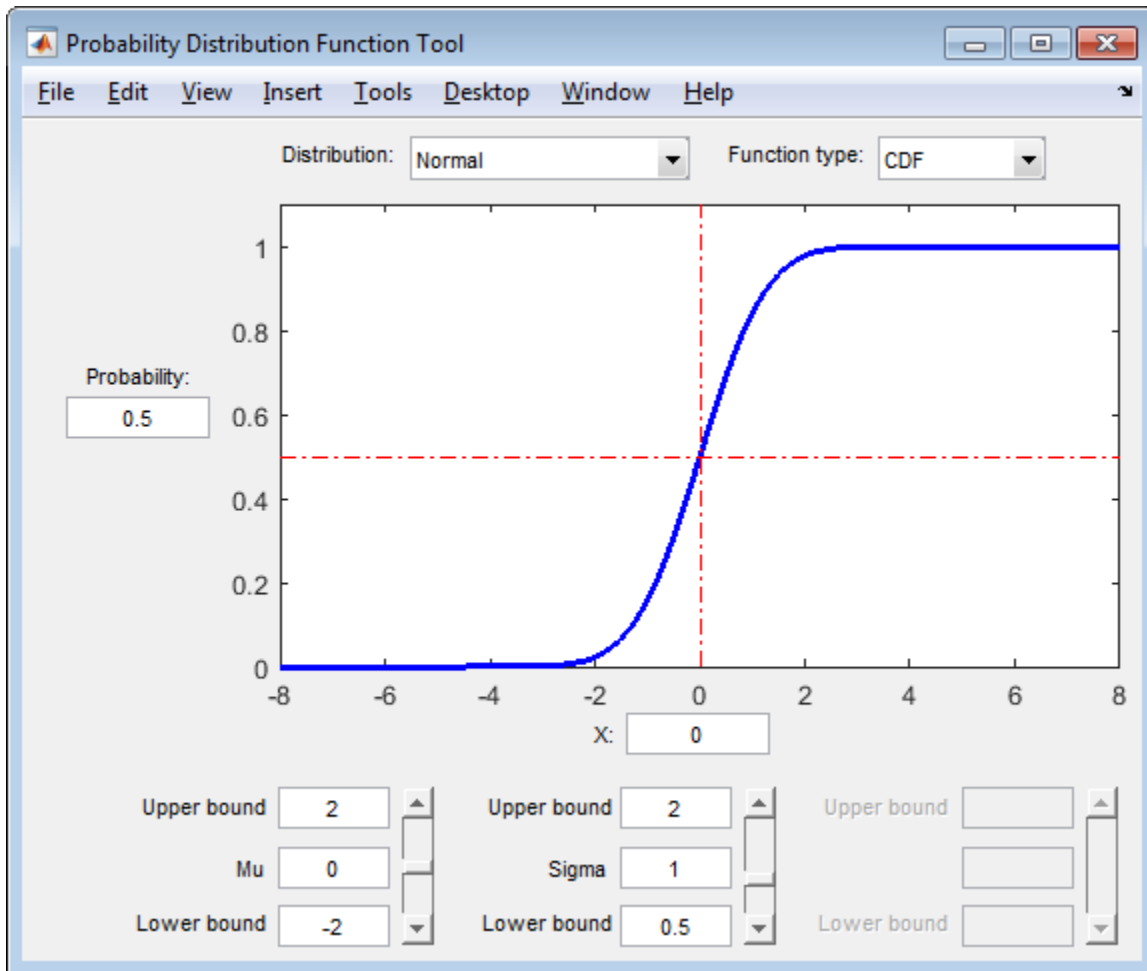 Probability Distribution Function Tool
File Edit View Insert Tools Desktop Window Help
Distribution: Normal Function type: CDF
1
0.8
Probability:
0.5
0.6
0.4
0.2
0
-8 -6 -4 -2 0 2 4 6 8
X: 0
Upper bound 2 Upper bound 2 Upper bound
Mu 0 Sigma 1
Lower bound -2 Lower bound 0.5 Lower bound